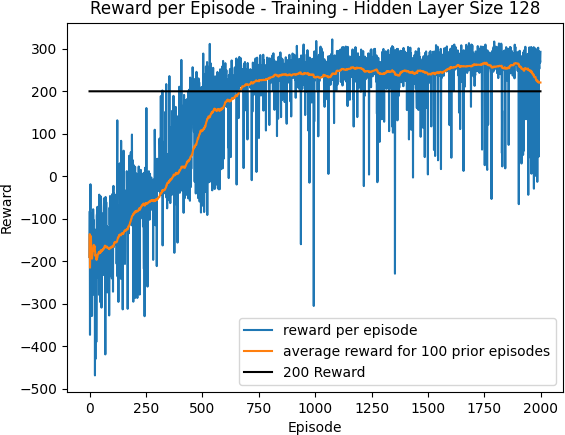 Reward per Episode - Training - Hidden Layer Size 128
300
200
100
0
−100
−200
−300
−400
−500
Reward
reward per episode
average reward for 100 prior episodes
200 Reward
0 250 500 750 1000 1250 1500 1750 2000
Episode